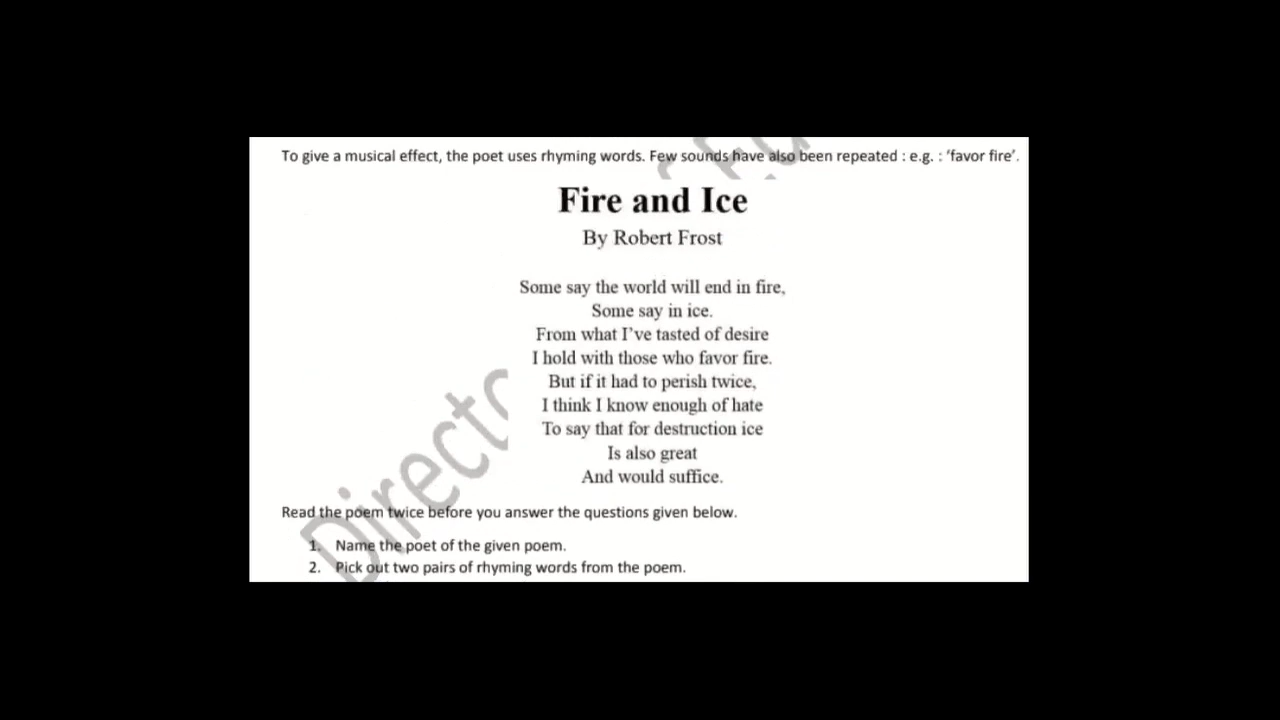 To give a musical effect, the poet uses rhyming words. Few sounds have also been repeated : e.g. : ‘favor fire’.
Fire and Ice
By Robert Frost
Some say the world will end in fire,
Some say in ice.
From what I’ve tasted of desire
I hold with those who favor fire.
But if it had to perish twice,
I think I know enough of hate
To say that for destruction ice
Is also great
And would suffice.
Read the poem twice before you answer the questions given below.
1. Name the poet of the given poem.
2. Pick out two pairs of rhyming words from the poem.